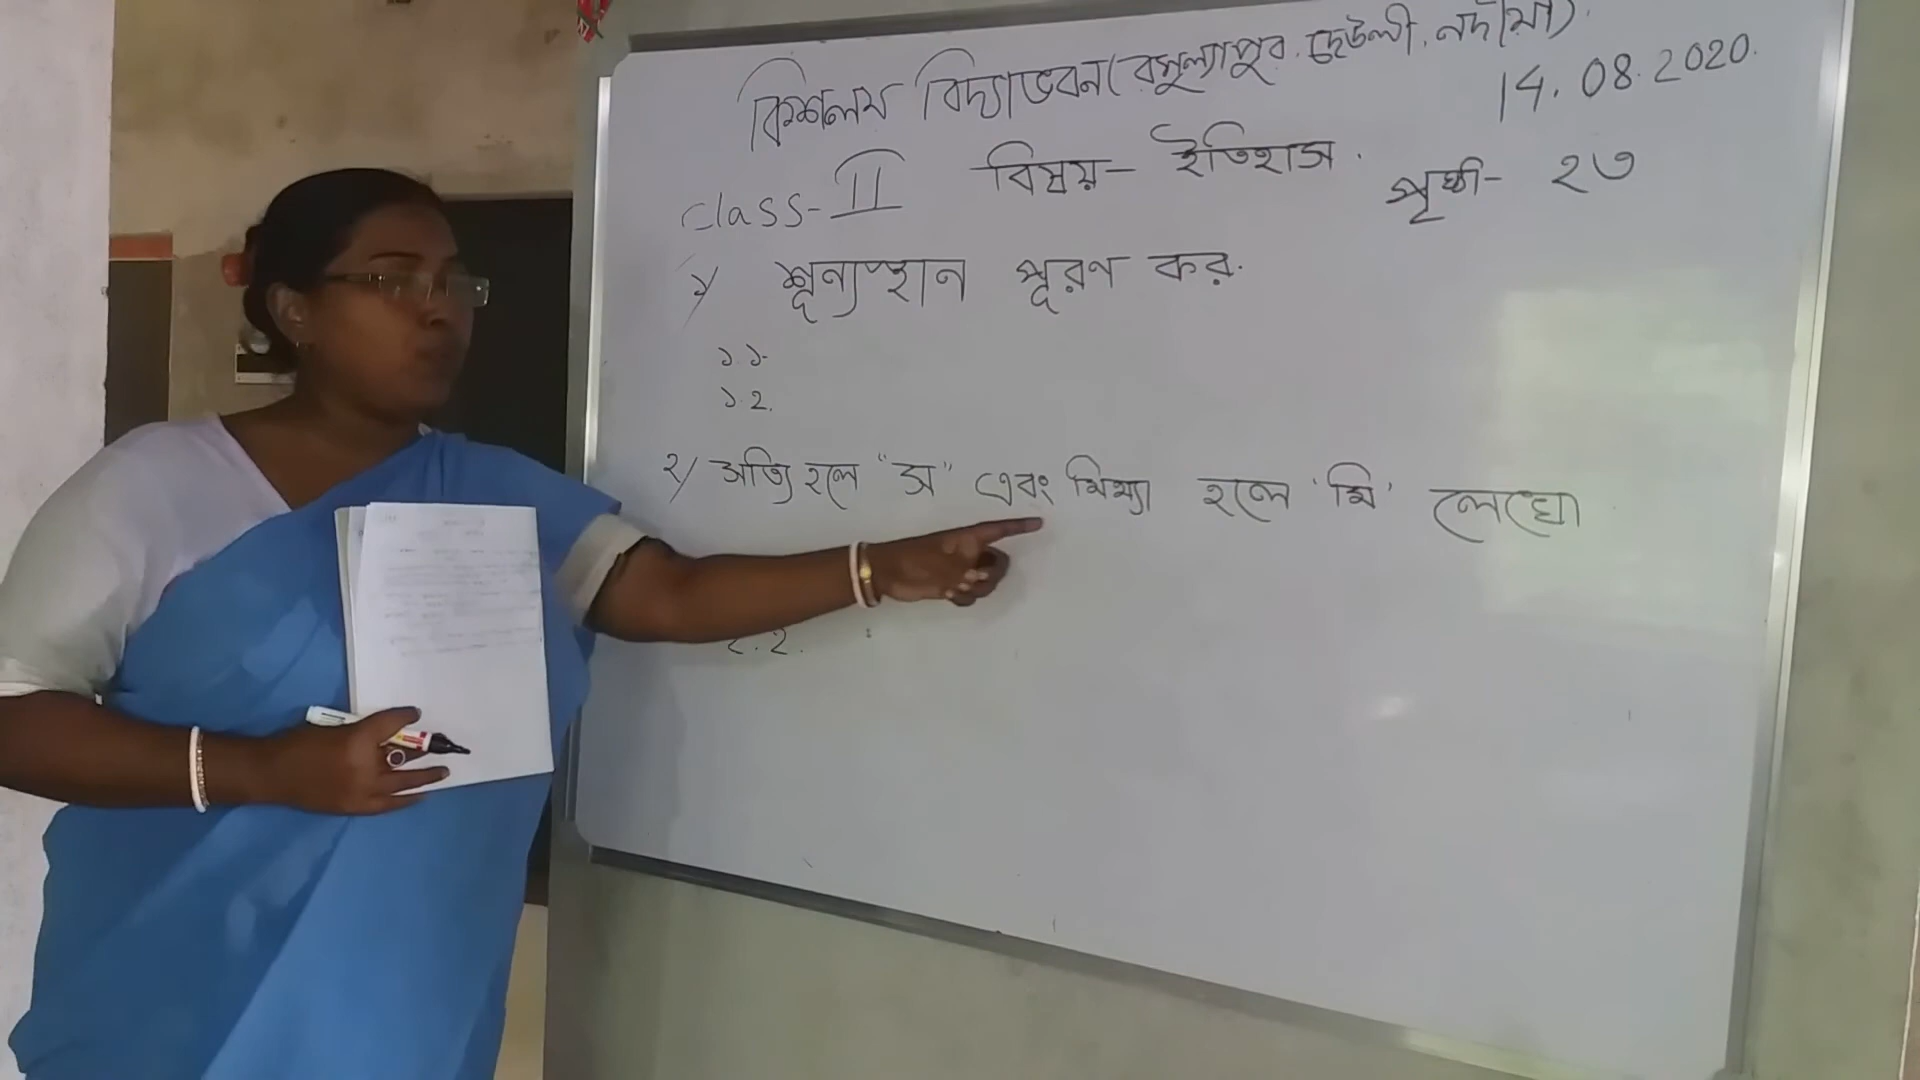 কিশলয় বিদ্যাভবন (রসুল্যাপুর. দেউলী. নদীয়া).
14.08.2020.
class-II বিষয়- ইতিহাস. পৃষ্ঠা- ২৩
১/ শূন্যস্থান পূরণ কর.
১.১-
১.২.
২/ সত্যি হলে "স" এবং মিথ্যা হলে 'মি' লেখো
২.২.